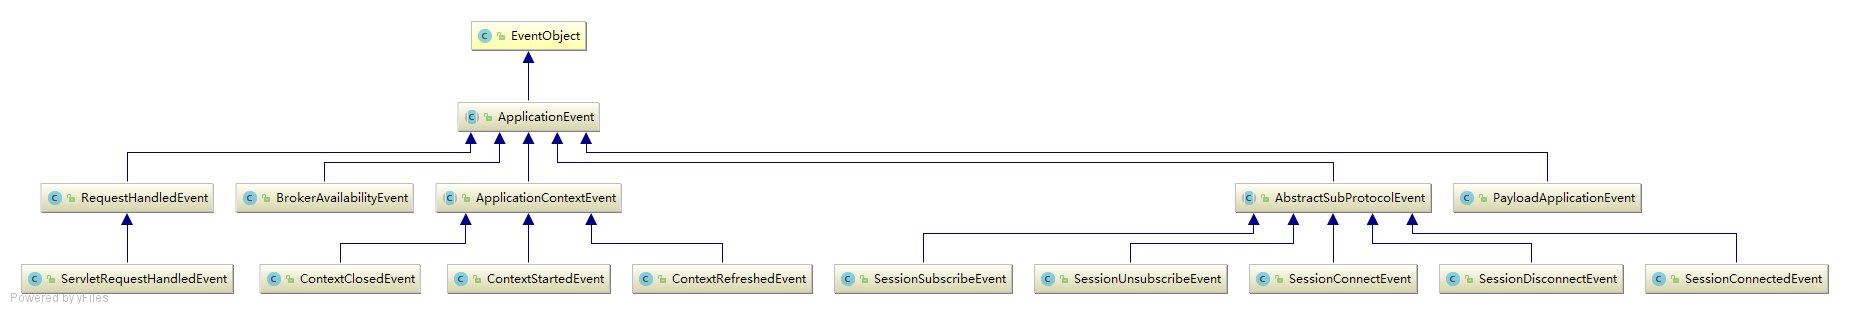 EventObject
ApplicationEvent
RequestHandledEvent
BrokerAvailabilityEvent
ApplicationContextEvent
AbstractSubProtocolEvent
PayloadApplicationEvent
ServletRequestHandledEvent
ContextClosedEvent
ContextStartedEvent
ContextRefreshedEvent
SessionSubscribeEvent
SessionUnsubscribeEvent
SessionConnectEvent
SessionDisconnectEvent
SessionConnectedEvent
Powered by yFiles